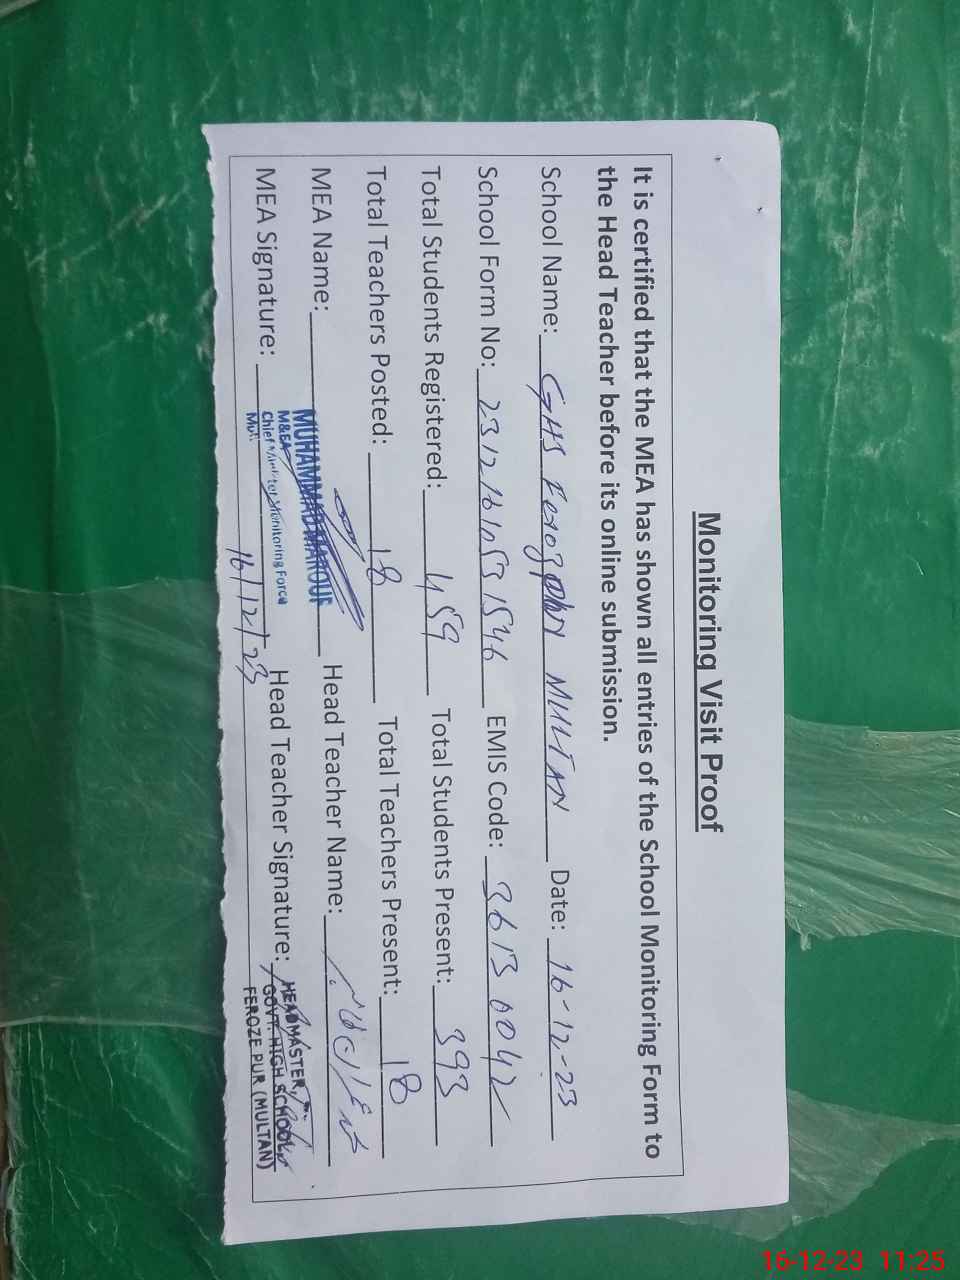 Monitoring Visit Proof
It is certified that the MEA has shown all entries of the School Monitoring Form to
the Head Teacher before its online submission.
School Name: GHS MULTAN Date: 16-12-23
School Form No: EMIS Code: 36130042
Total Students Registered: 459 Total Students Present: 393
Total Teachers Posted: 18 Total Teachers Present: 18
MEA Name: MUHAMMAD MAROUF Head Teacher Name:
M&EA
MEA Signature: Chief Minister Monitoring Force Head Teacher Signature: HEADMASTER,
16/12/23 GOVT. HIGH SCHOOL,
FEROZE PUR (MULTAN)
16-12-23 11:25